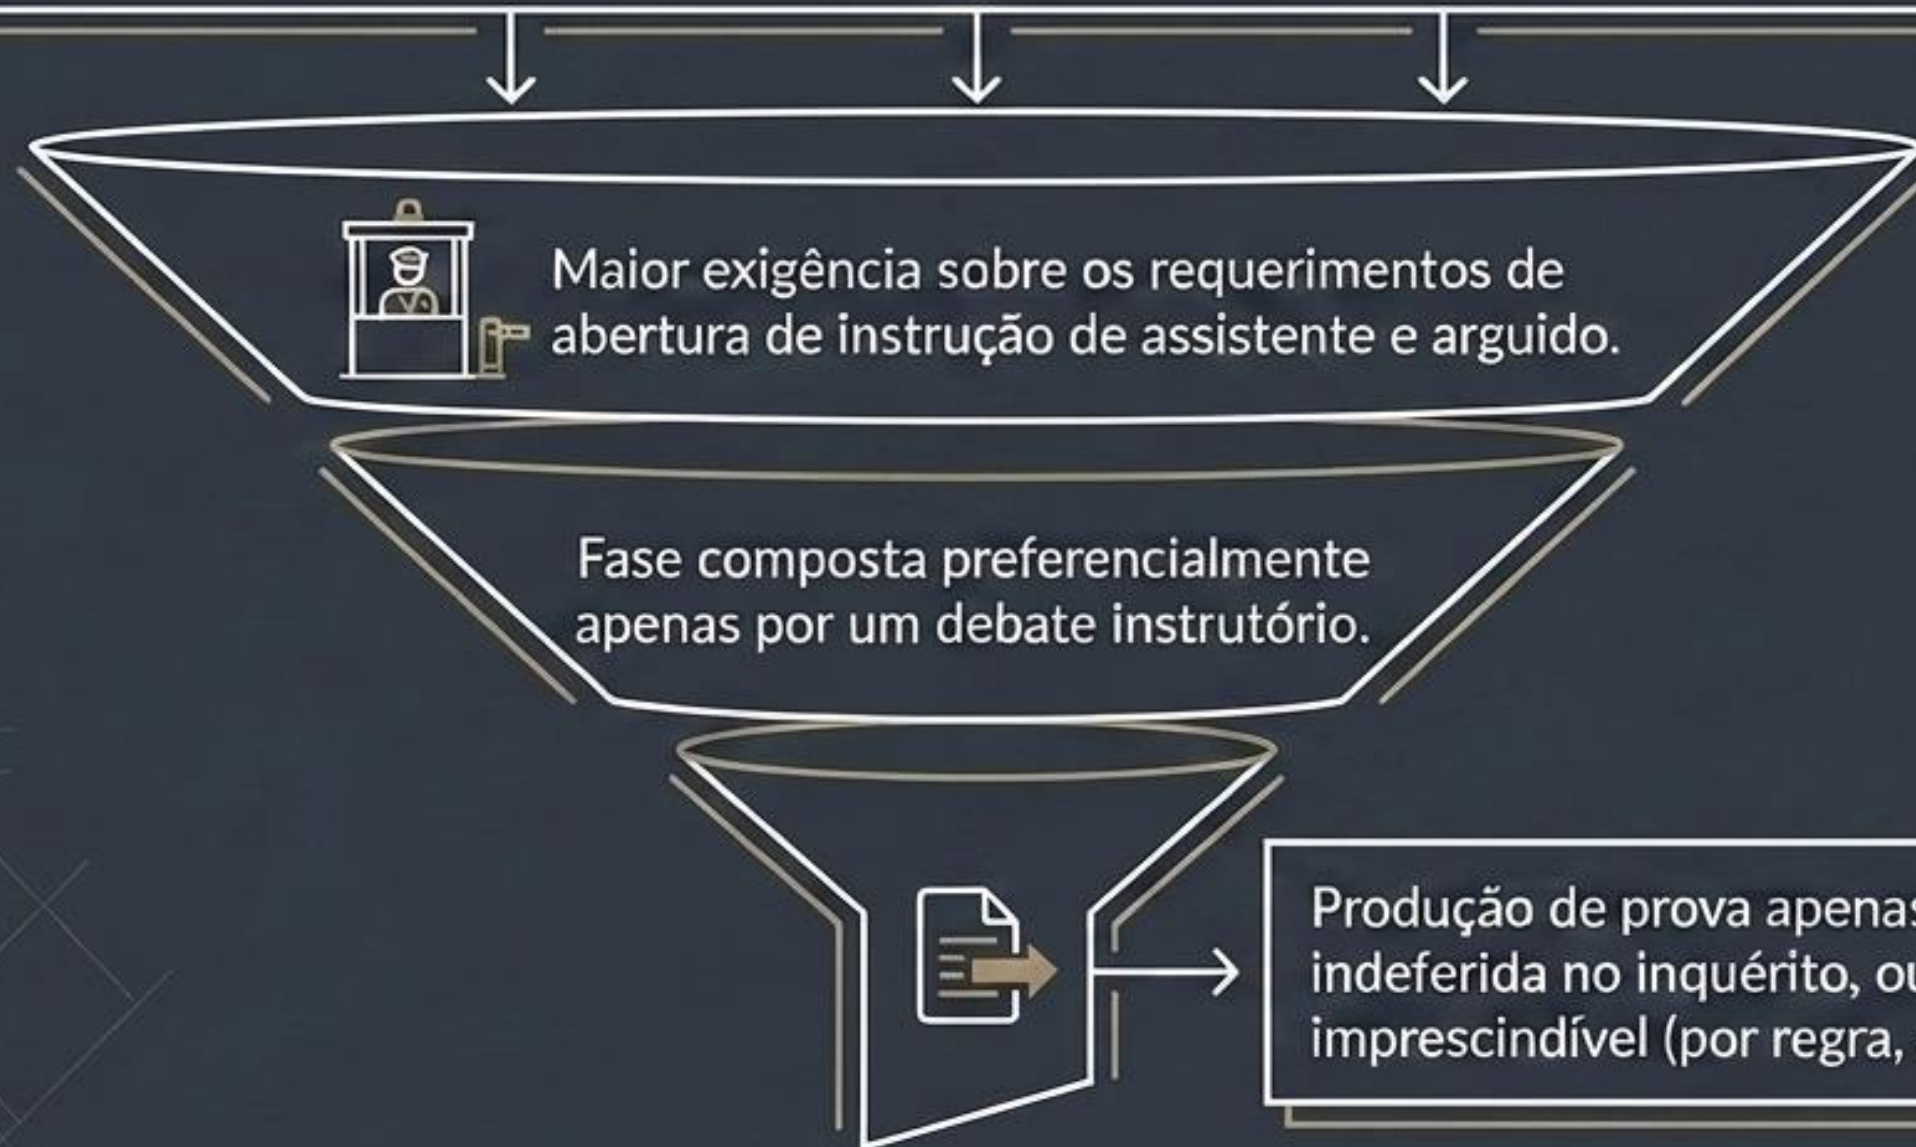 Maior exigência sobre os requerimentos de
abertura de instrução de assistente e arguido.
Fase composta preferencialmente
apenas por um debate instrutório.
Produção de prova apenas
indeferida no inquérito, ou
imprescindível (por regra,